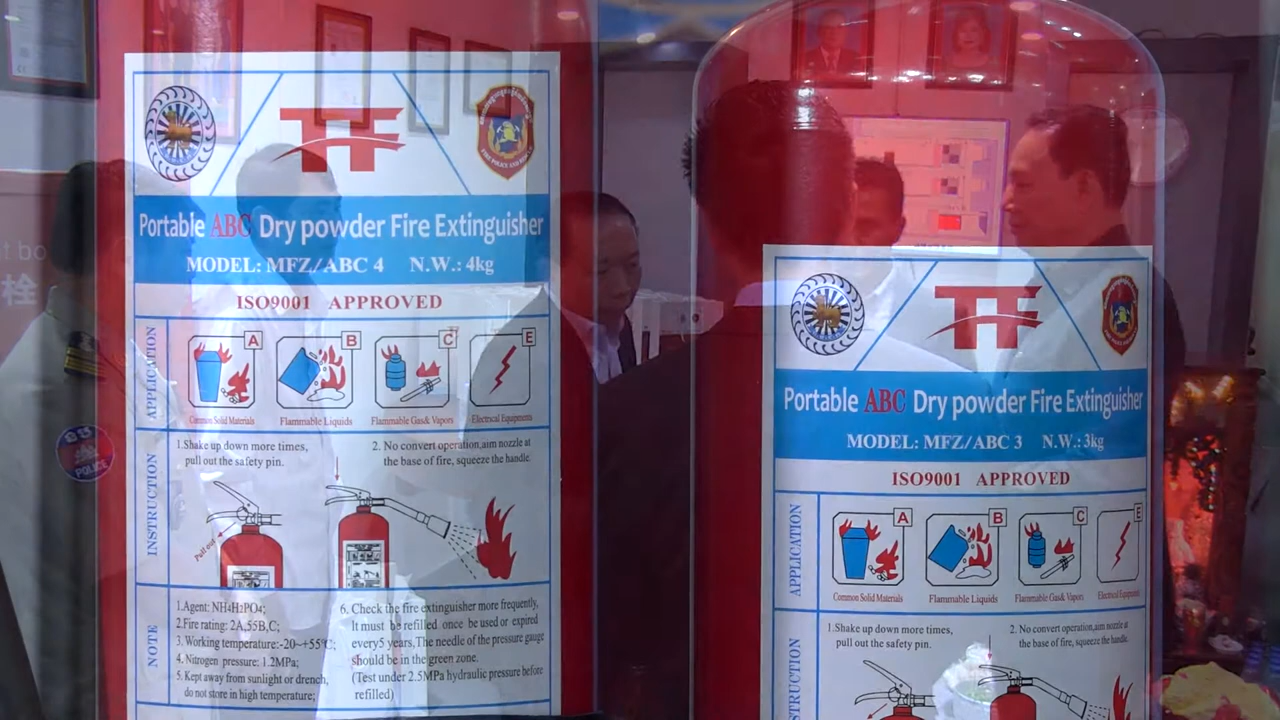 TF
FIRE POLICE AND RESCUE
Portable ABC Dry powder Fire Extinguisher
MODEL: MFZ/ABC 4 N.W.: 4kg
ISO9001 APPROVED
APPLICATION
A
B
C
E
Common Solid Materials
Flammable Liquids
Flammable Gas& Vapors
Electrical Equipments
INSTRUCTION
1.Shake up down more times,
pull out the safety pin.
2. No convert operation,aim nozzle at
the base of fire, squeeze the handle.
Pull out
NOTE
1.Agent: NH4H2PO4;
2.Fire rating: 2A,55B,C;
3. Working temperature:-20~+55℃;
4. Nitrogen pressure: 1.2MPa;
5. Kept away from sunlight or drench,
do not store in high temperature;
6. Check the fire extinguisher more frequently,
It must be refilled once be used or expired
every5 years,The needle of the pressure gauge
should be in the green zone.
(Test under 2.5MPa hydraulic pressure before
refilled)
TF
Portable ABC Dry powder Fire Extinguisher
MODEL: MFZ/ABC 3 N.W.: 3kg
ISO9001 APPROVED
APPLICATION
A
B
C
E
Common Solid Materials
Flammable Liquids
Flammable Gas& Vapors
Electrical Equipments
STRUCTION
1.Shake up down more times,
pull out the safety pin.
2. No convert operation,aim nozzle at
the base of fire, squeeze the handle.
POLICE
栓